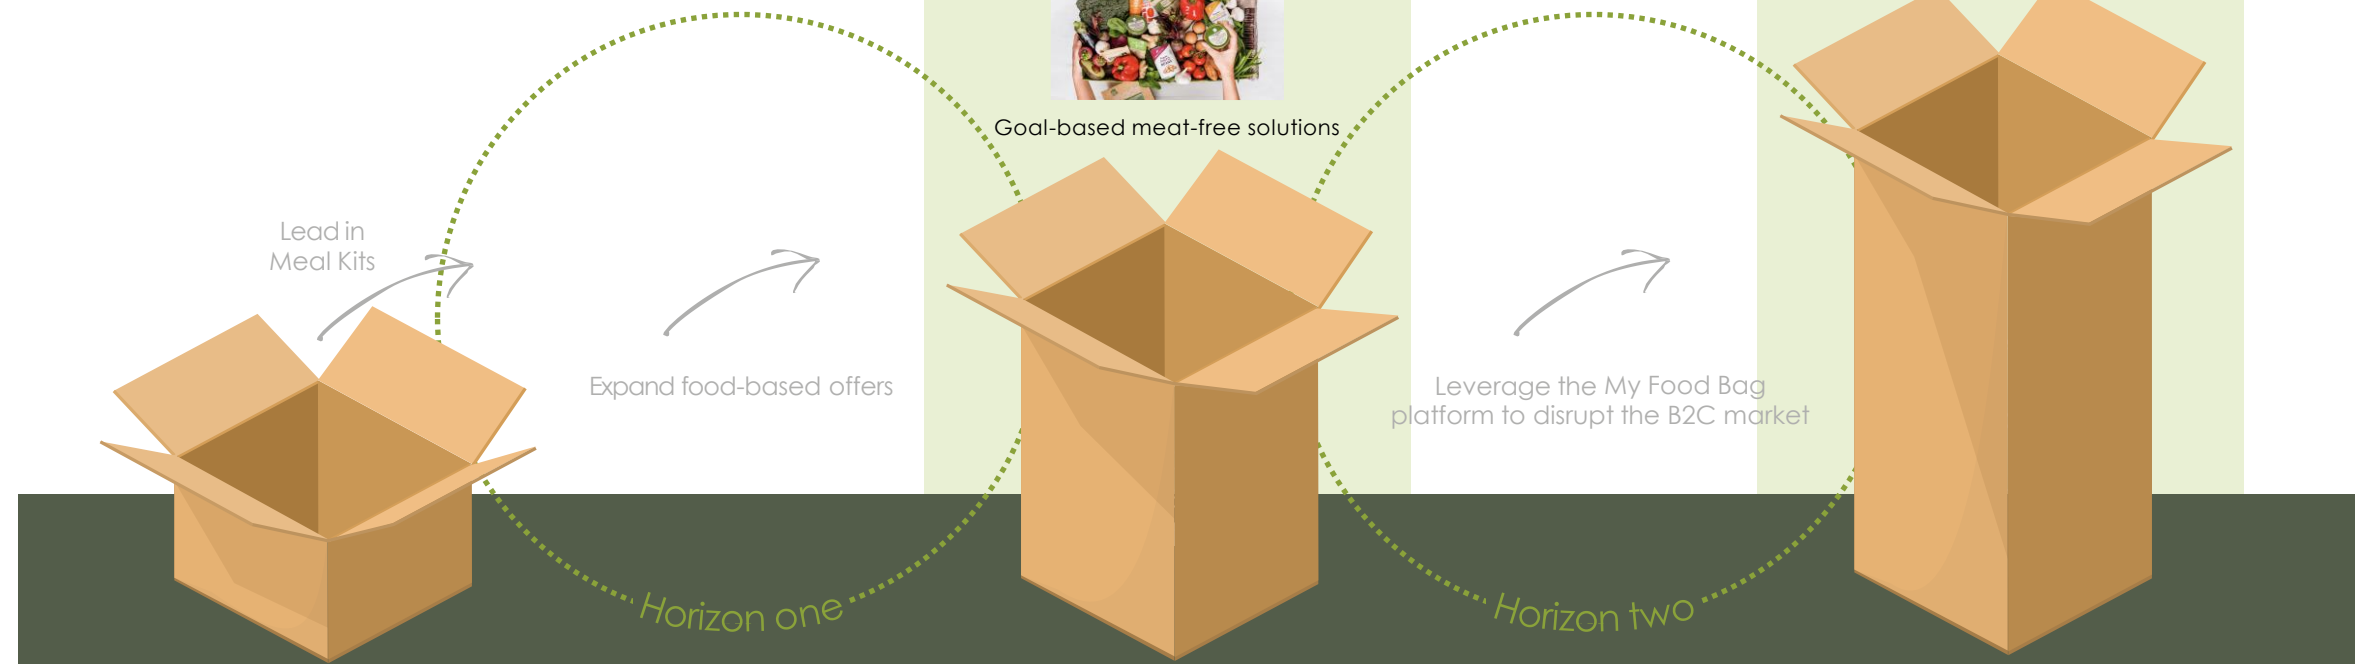 Goal-based meat-free solutions
Lead in
Meal Kits
Expand food-based offers
Leverage the My Food Bag
platform to disrupt the B2C market
Horizon one
Horizon two